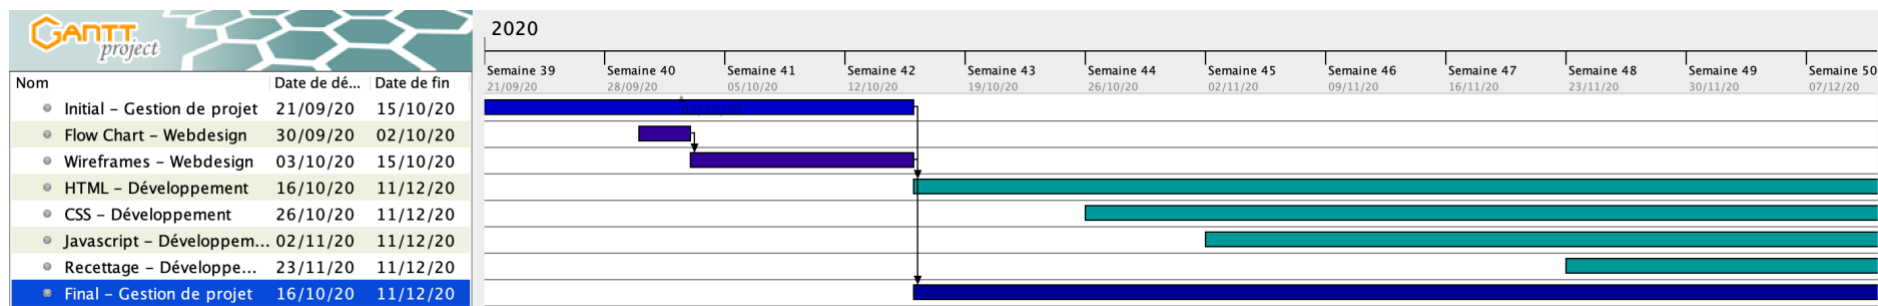 GANTT
project
2020
Nom Date de dé... Date de fin
Semaine 39 Semaine 40 Semaine 41 Semaine 42 Semaine 43 Semaine 44 Semaine 45 Semaine 46 Semaine 47 Semaine 48 Semaine 49 Semaine 50
21/09/20 28/09/20 05/10/20 12/10/20 19/10/20 26/10/20 02/11/20 09/11/20 16/11/20 23/11/20 30/11/20 07/12/20
Initial – Gestion de projet 21/09/20 15/10/20
Flow Chart – Webdesign 30/09/20 02/10/20
Wireframes – Webdesign 03/10/20 15/10/20
HTML – Développement 16/10/20 11/12/20
CSS – Développement 26/10/20 11/12/20
Javascript – Développem... 02/11/20 11/12/20
Recettage – Développe... 23/11/20 11/12/20
Final – Gestion de projet 16/10/20 11/12/20